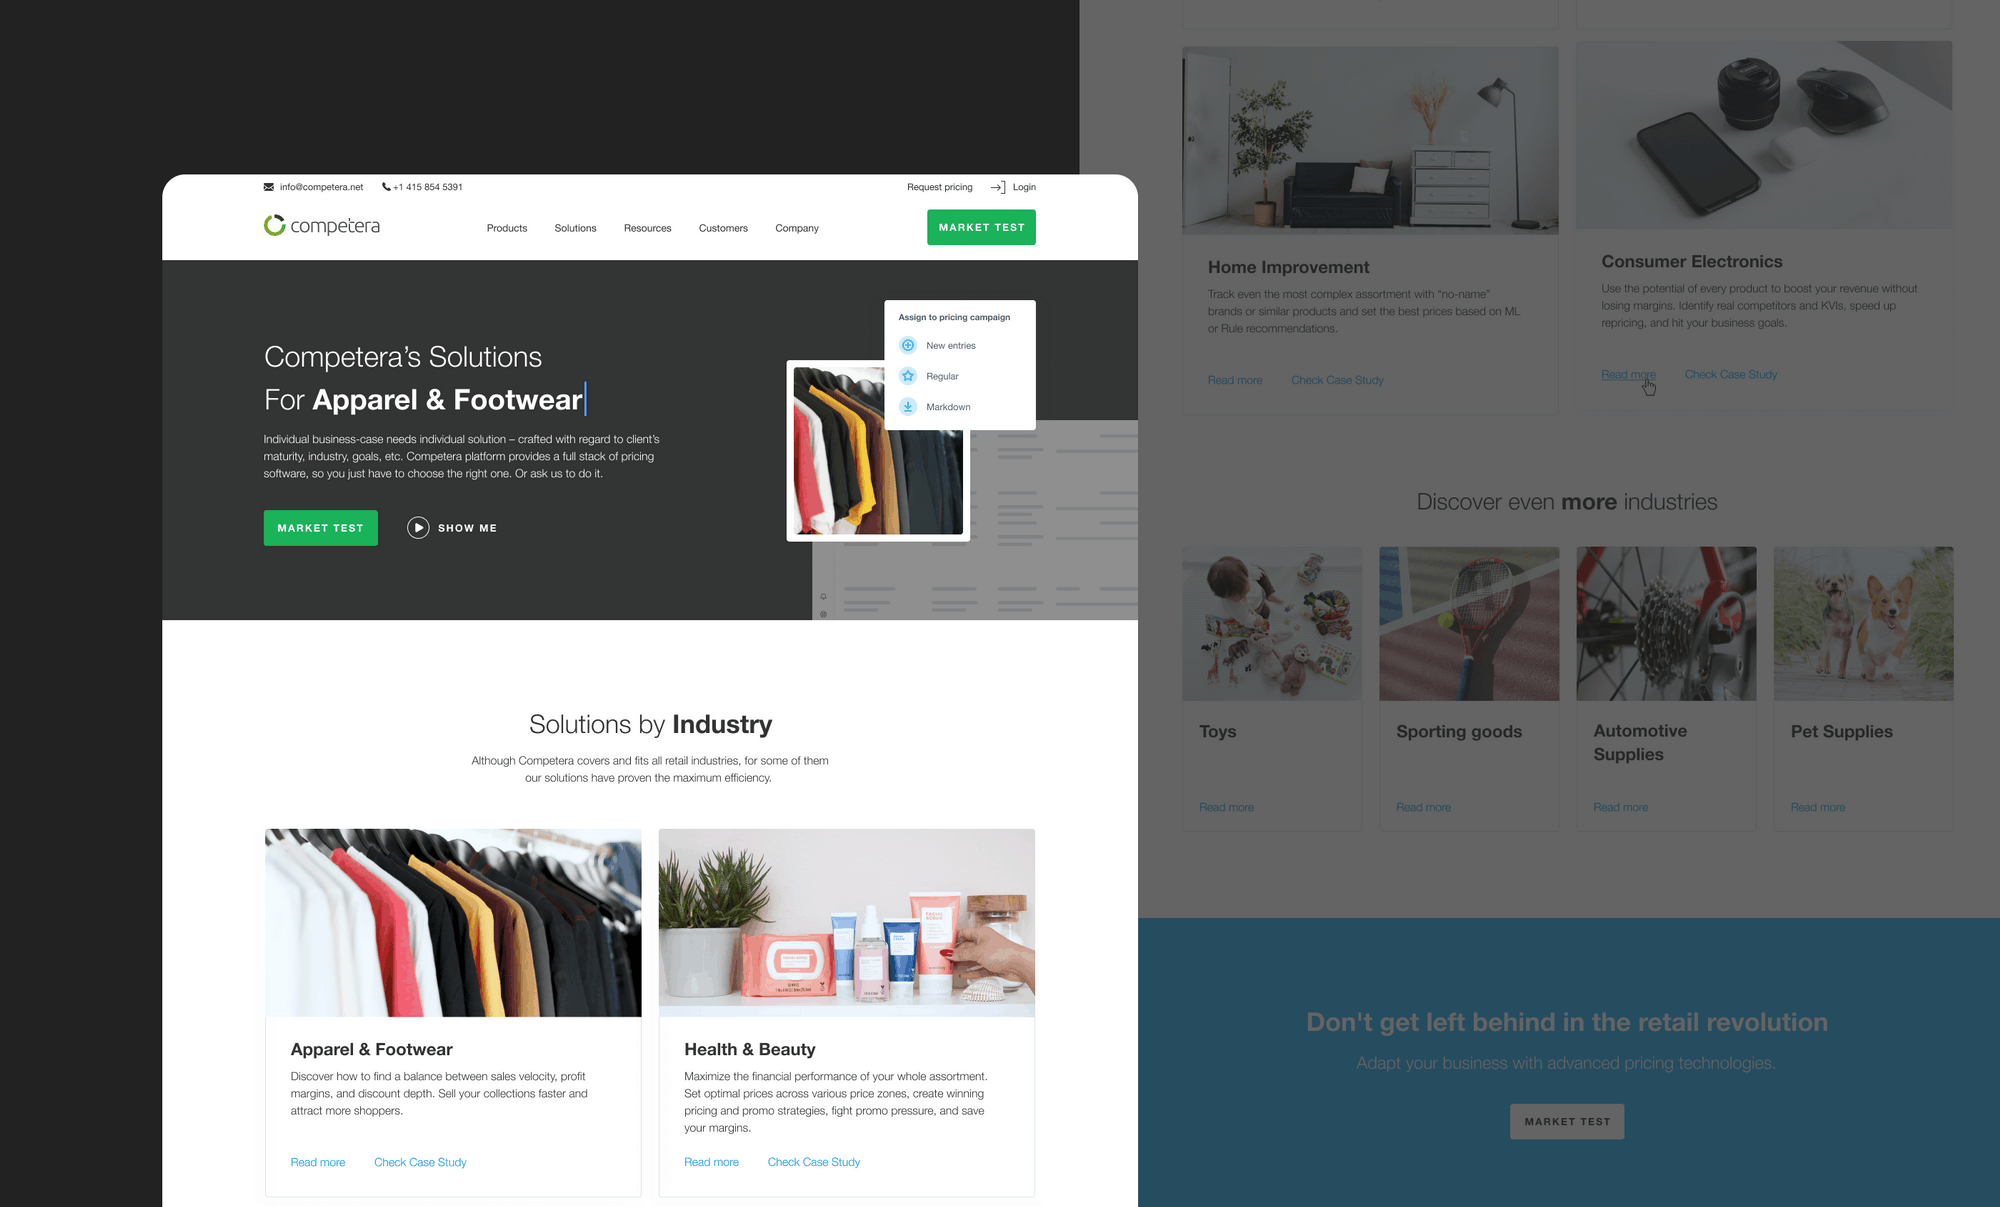 info@competera.net
+1 415 854 5391
Request pricing
Login
competera
Products
Solutions
Resources
Customers
Company
MARKET TEST
Competera’s Solutions
For Apparel & Footwear
Individual business-case needs individual solution – crafted with regard to client’s
maturity, industry, goals, etc. Competera platform provides a full stack of pricing
software, so you just have to choose the right one. Or ask us to do it.
MARKET TEST
SHOW ME
Assign to pricing campaign
New entries
Regular
Markdown
Solutions by Industry
Although Competera covers and fits all retail industries, for some of them
our solutions have proven the maximum efficiency.
Apparel & Footwear
Discover how to find a balance between sales velocity, profit
margins, and discount depth. Sell your collections faster and
attract more shoppers.
Read more
Check Case Study
Health & Beauty
Maximize the financial performance of your whole assortment.
Set optimal prices across various price zones, create winning
pricing and promo strategies, fight promo pressure, and save
your margins.
Read more
Check Case Study
Home Improvement
Track even the most complex assortment with “no-name”
brands or similar products and set the best prices based on ML
or Rule recommendations.
Read more
Check Case Study
Consumer Electronics
Use the potential of every product to boost your revenue without
losing margins. Identify real competitors and KVIs, speed up
repricing, and hit your business goals.
Read more
Check Case Study
Discover even more industries
Toys
Read more
Sporting goods
Read more
Automotive
Supplies
Read more
Pet Supplies
Read more
Don't get left behind in the retail revolution
Adapt your business with advanced pricing technologies.
MARKET TEST